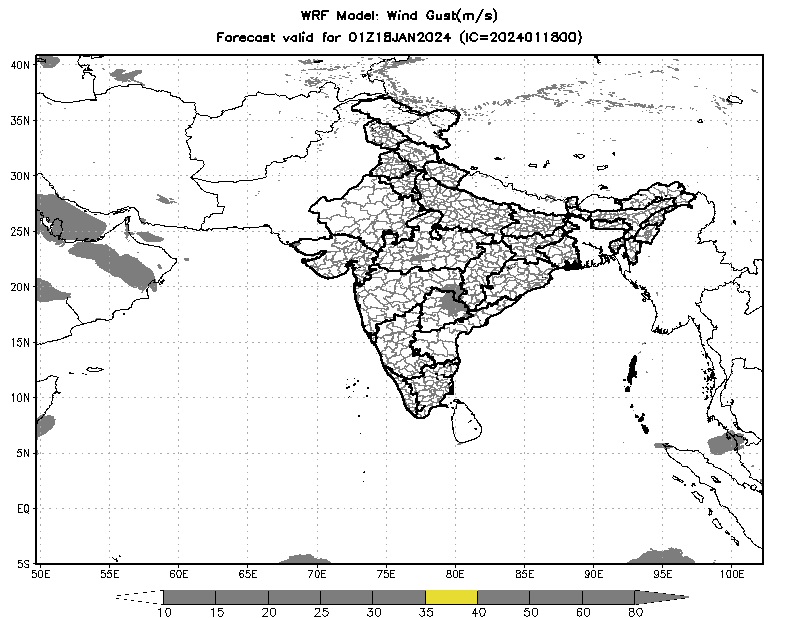 WRF Model: Wind Gust(m/s)
Forecast valid for 01Z18JAN2024 (IC=2024011800)
40N
35N
30N
25N
20N
15N
10N
5N
EQ
5S
50E 55E 60E 65E 70E 75E 80E 85E 90E 95E 100E
10 15 20 25 30 35 40 50 60 80